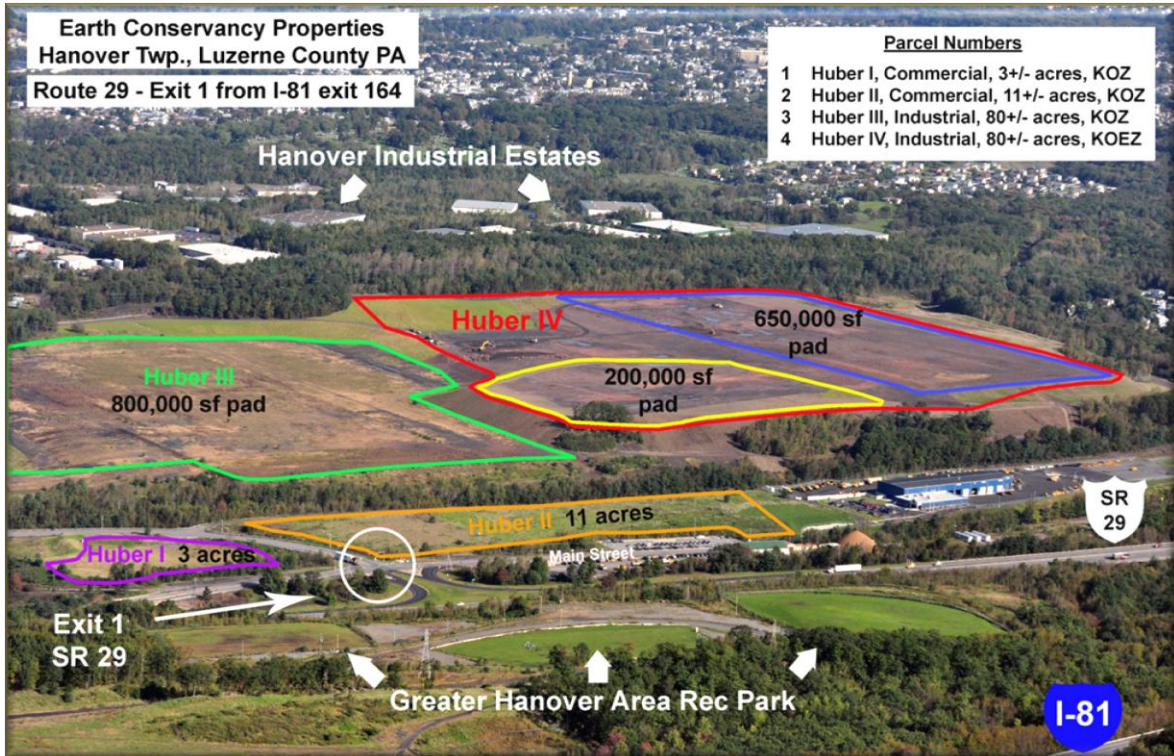 Earth Conservancy Properties
Hanover Twp., Luzerne County PA
Route 29 - Exit 1 from I-81 exit 164
Parcel Numbers
1 Huber I, Commercial, 3+/- acres, KOZ
2 Huber II, Commercial, 11+/- acres, KOZ
3 Huber III, Industrial, 80+/- acres, KOZ
4 Huber IV, Industrial, 80+/- acres, KOEZ
Hanover Industrial Estates
Huber IV
650,000 sf
pad
Huber III
800,000 sf pad
200,000 sf
pad
Huber II 11 acres
SR
29
Huber I 3 acres
Main Street
Exit 1
SR 29
Greater Hanover Area Rec Park
I-81